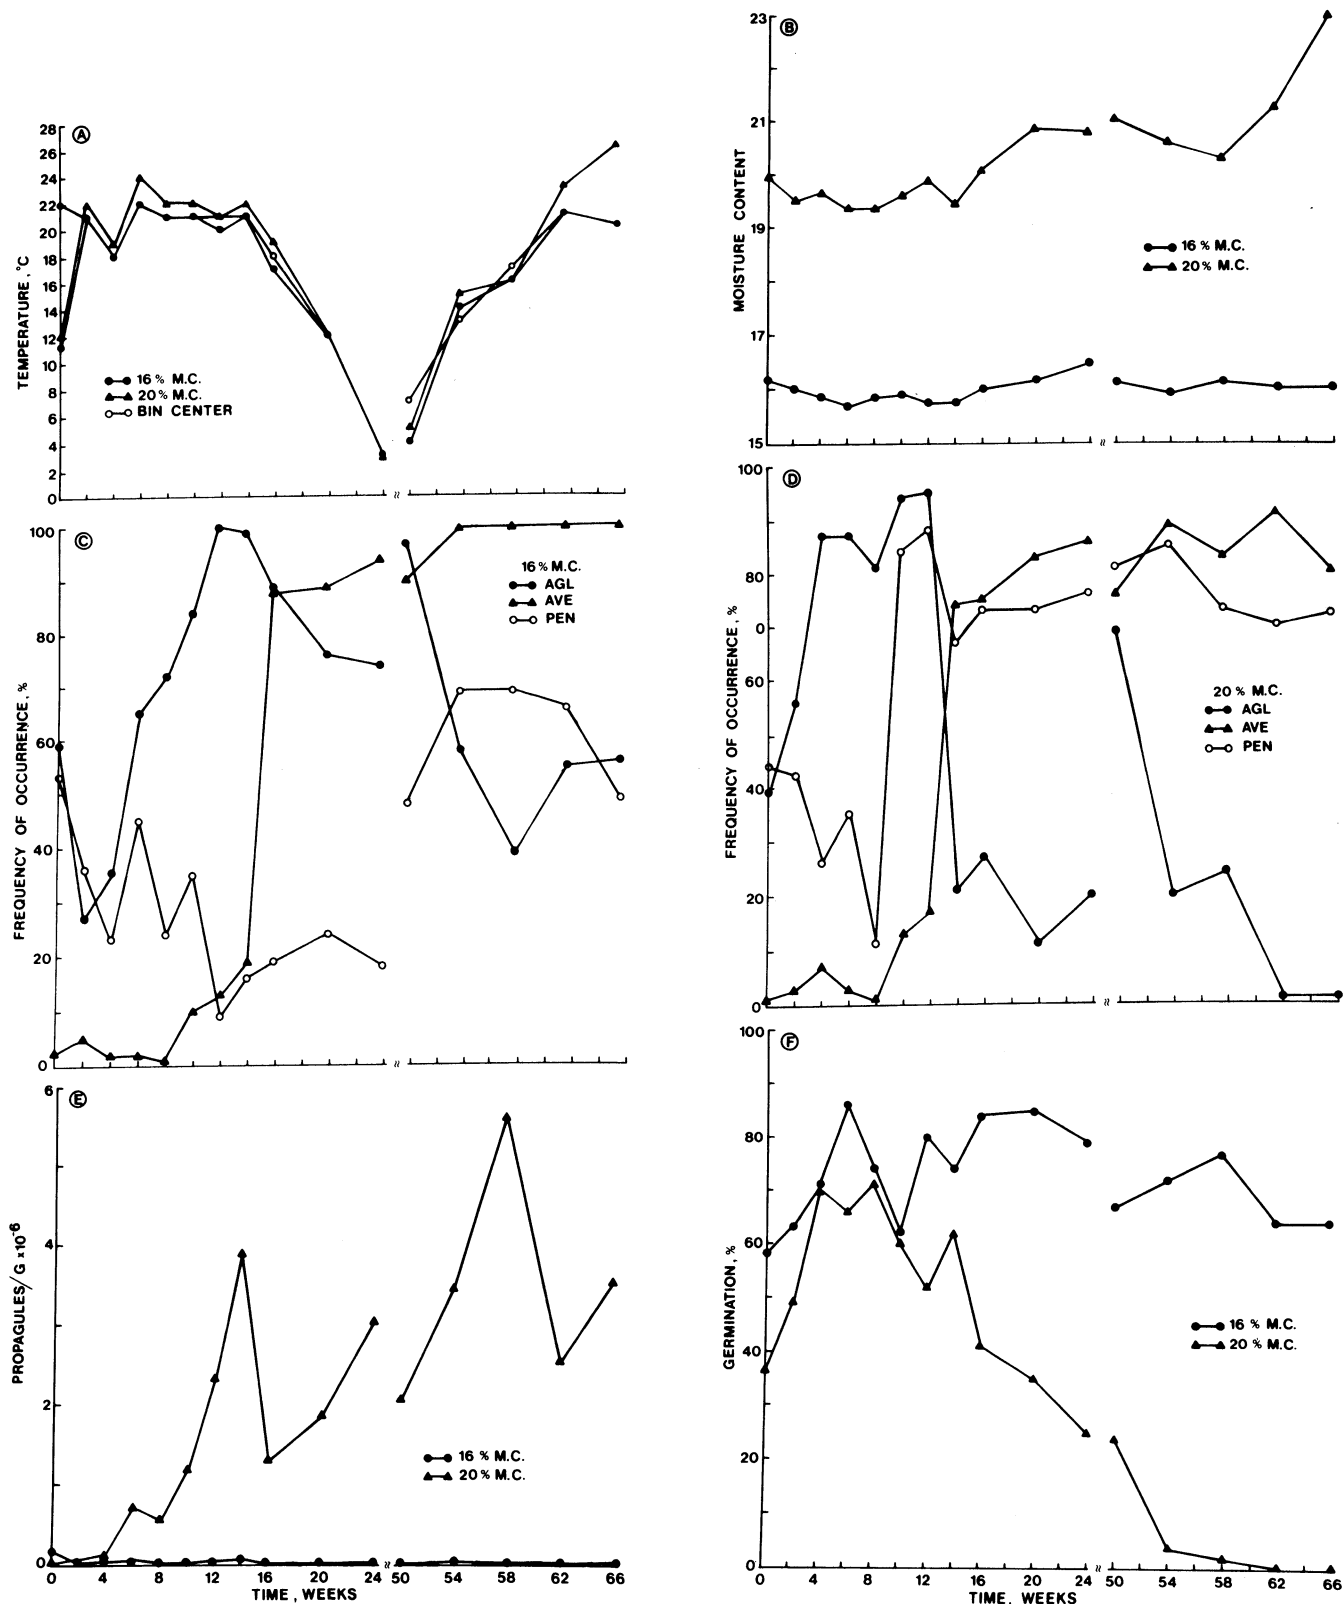 A
28
26
24
22
20
18
16
14
12
10
8
6
4
2
0
TEMPERATURE, °C
16% M.C.
20% M.C.
BIN CENTER
≈
B
23
21
19
17
15
MOISTURE CONTENT
16% M.C.
20% M.C.
≈
C
100
80
60
40
20
0
FREQUENCY OF OCCURRENCE, %
16% M.C.
AGL
AVE
PEN
≈
D
100
80
0
60
40
20
0
FREQUENCY OF OCCURRENCE, %
20% M.C.
AGL
AVE
PEN
≈
E
6
4
2
0
PROPAGULES/G x10-6
16% M.C.
20% M.C.
0 4 8 12 16 20 24 ≈ 50 54 58 62 66
TIME, WEEKS
F
100
80
60
40
20
0
GERMINATION, %
16% M.C.
20% M.C.
0 4 8 12 16 20 24 ≈ 50 54 58 62 66
TIME, WEEKS